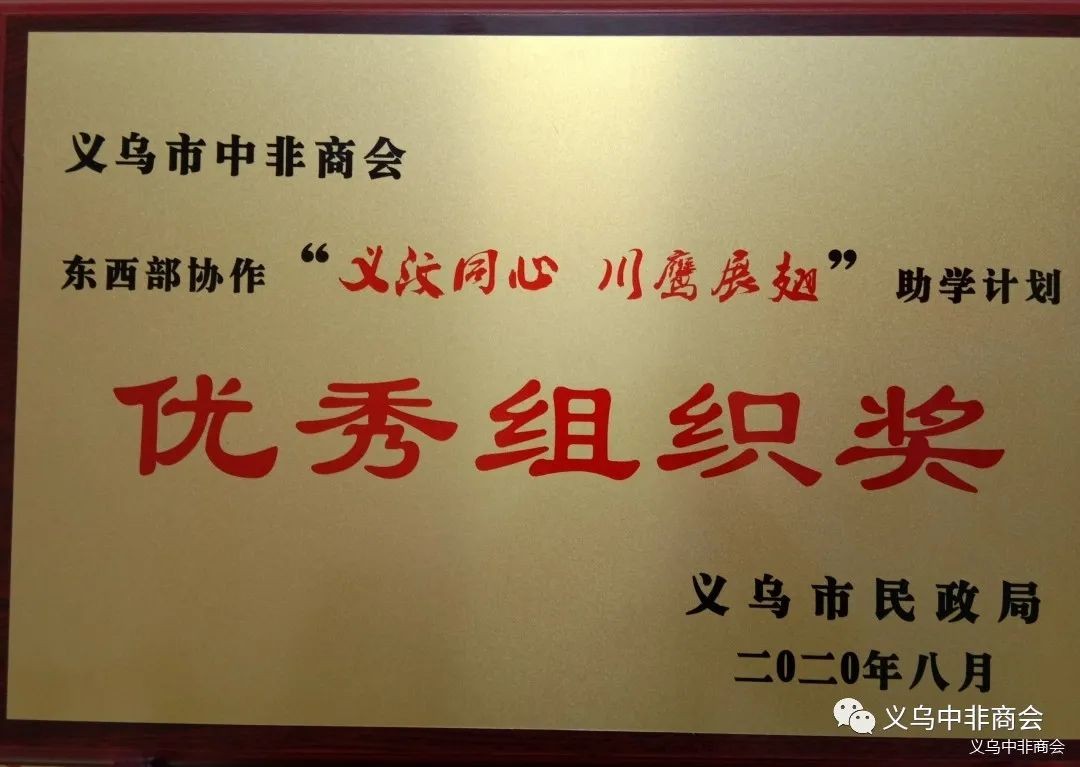 义乌市中非商会
东西部协作“义汶同心 川鹰展翅”助学计划
优秀组织奖
义乌市民政局
二〇二〇年八月
义乌中非商会
义乌中非商会